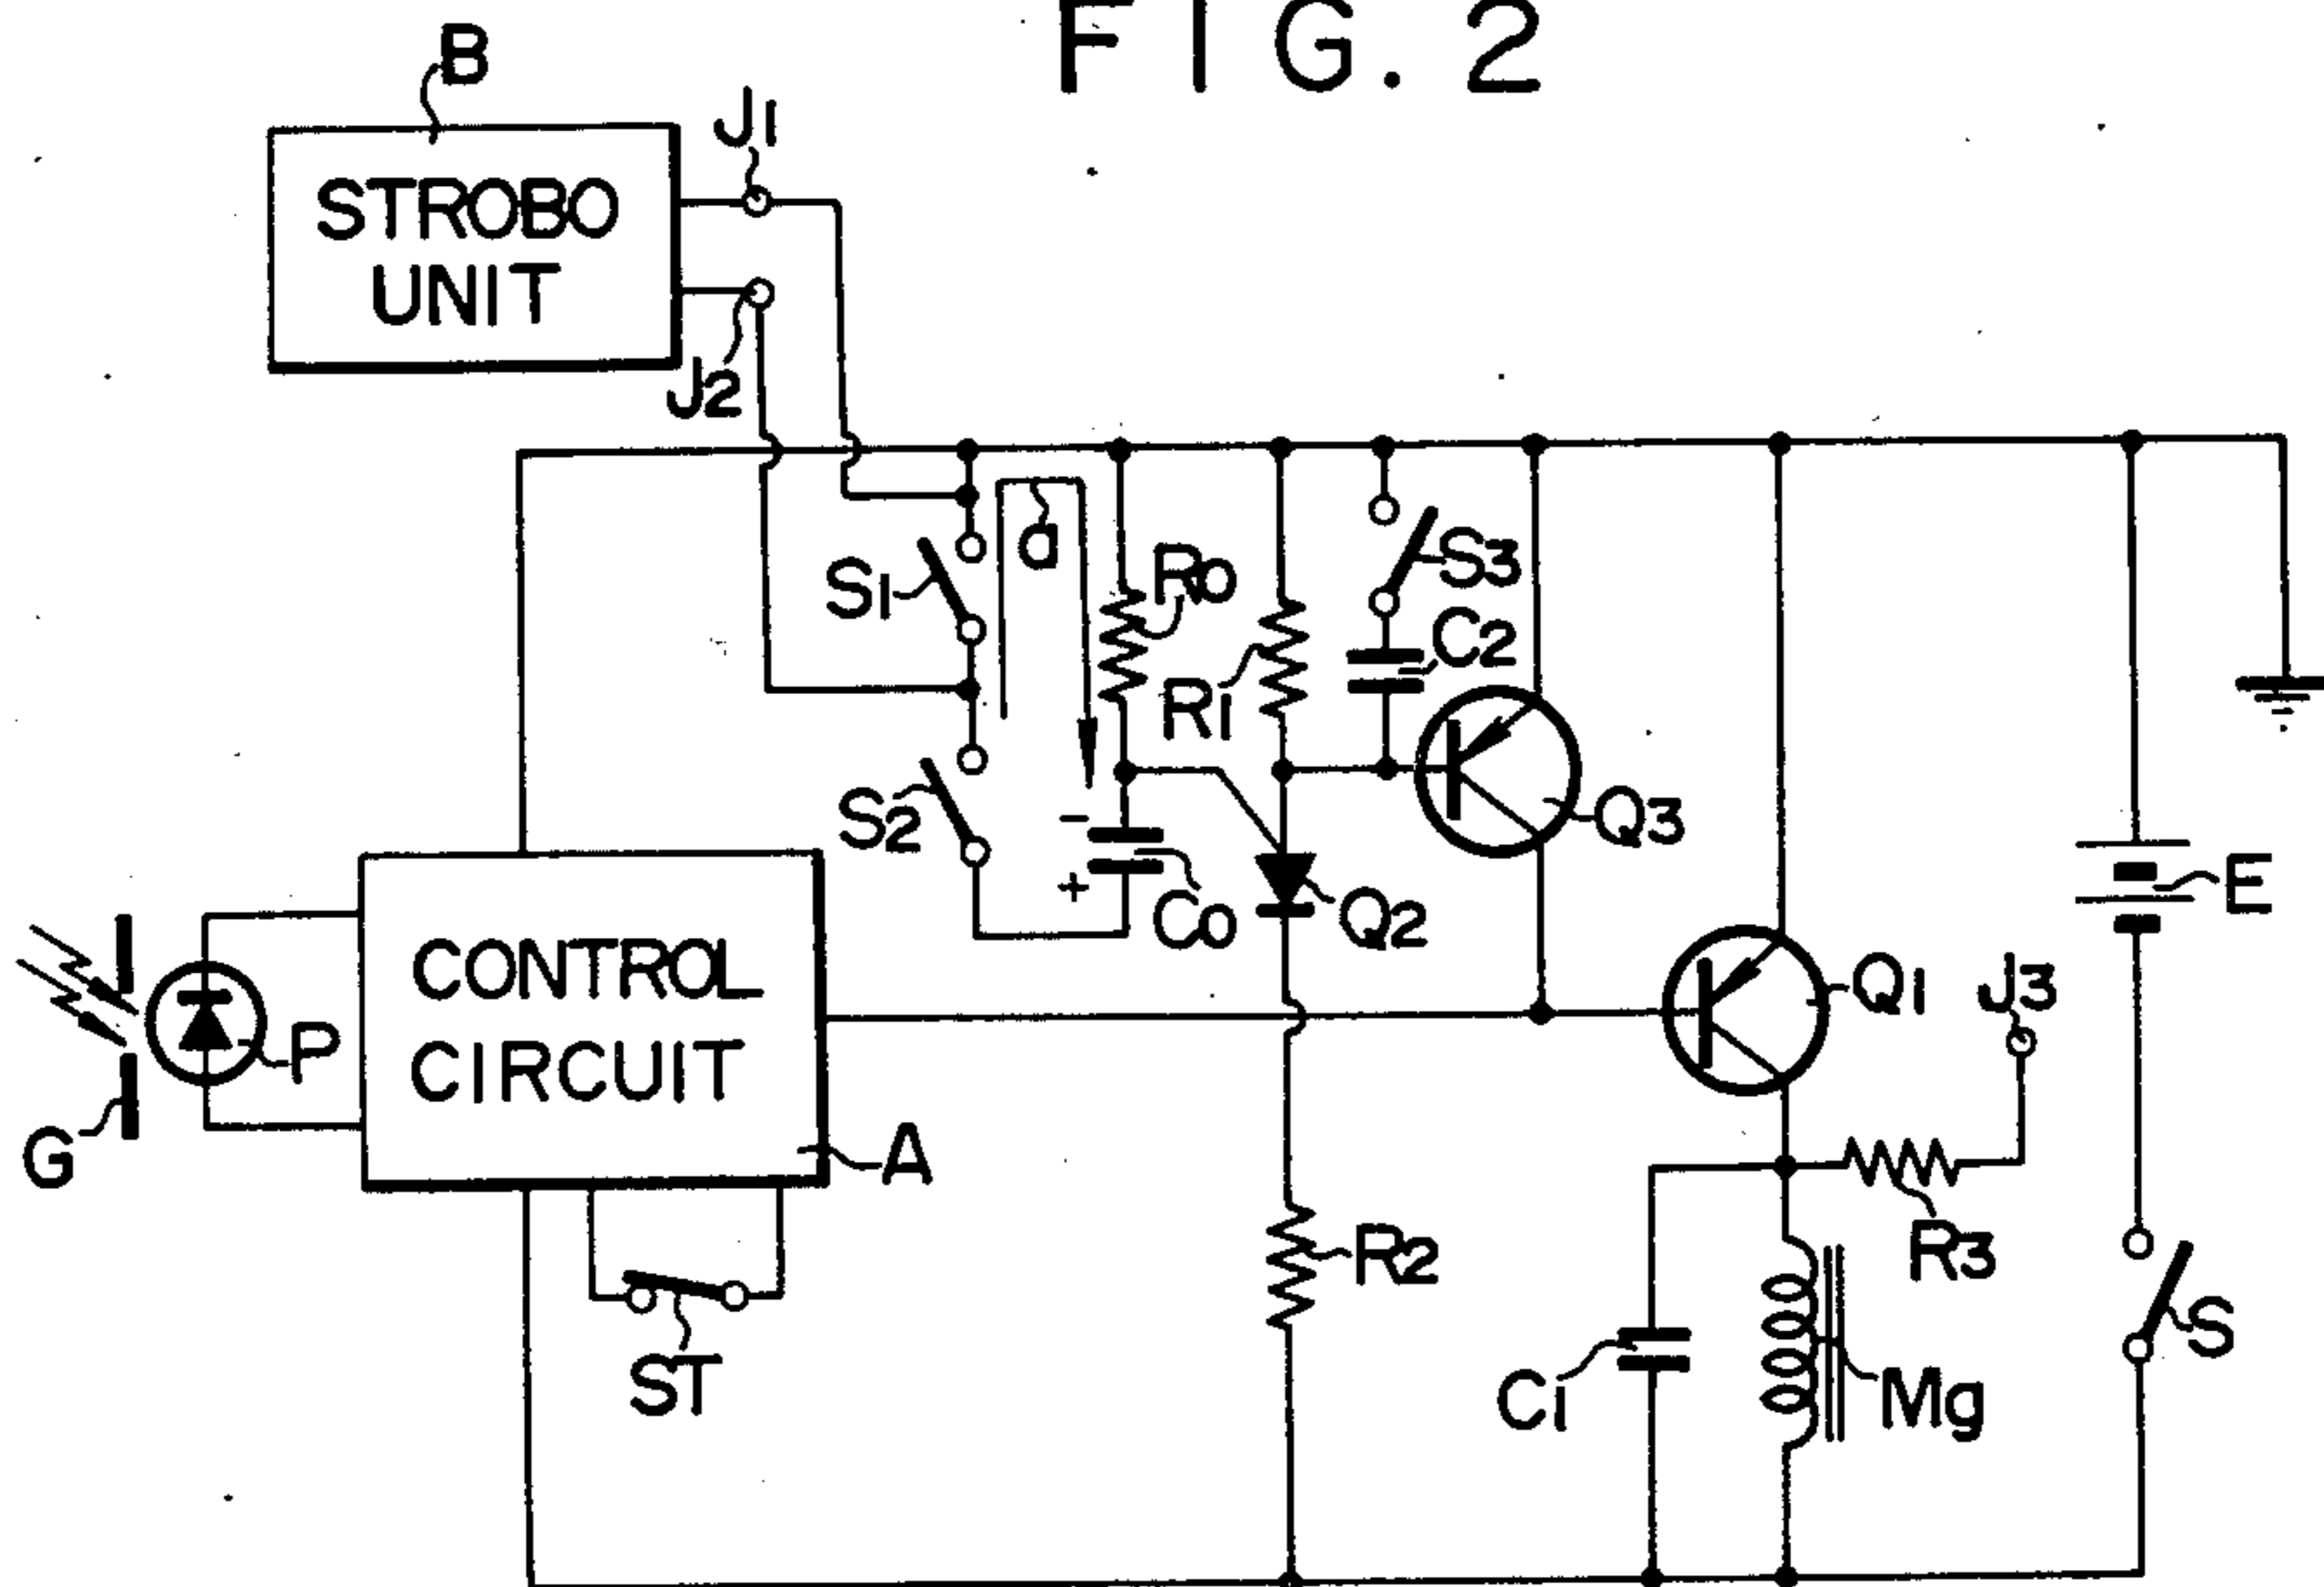 FIG. 2
B
J1
STROBO
UNIT
J2
a
S1
R0
S3
C2
R1
S2
Q3
−
+
C0
Q2
E
CONTROL
CIRCUIT
P
Q1
J3
G
A
R2
R3
ST
S
C1
Mg